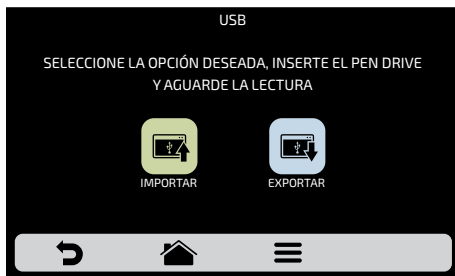 USB
SELECCIONE LA OPCIÓN DESEADA, INSERTE EL PEN DRIVE
Y AGUARDE LA LECTURA
IMPORTAR
EXPORTAR